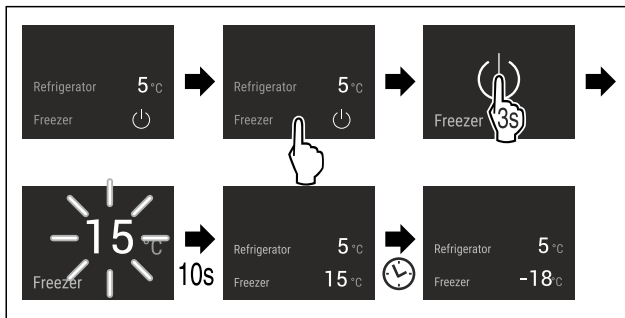 Refrigerator 5 °C
Freezer
Refrigerator 5 °C
Freezer
Freezer 3s
15 °C
Freezer
10s
Refrigerator 5 °C
Freezer 15 °C
Refrigerator 5 °C
Freezer -18 °C